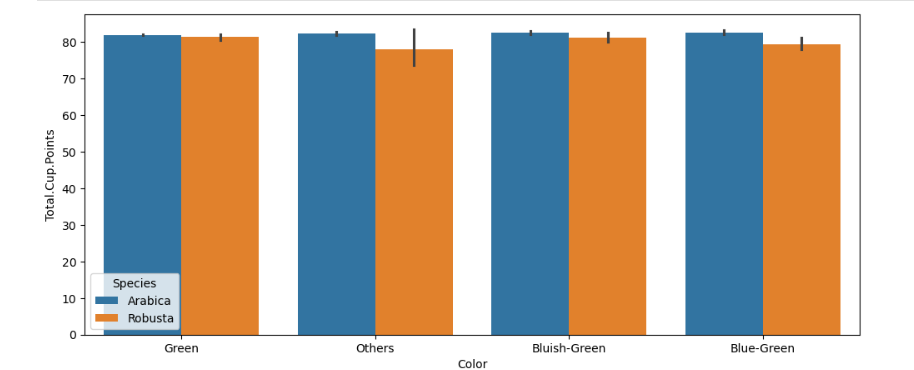 80
70
60
50
40
30
20
10
0
Total.Cup.Points
Species
Arabica
Robusta
Green
Others
Bluish-Green
Blue-Green
Color